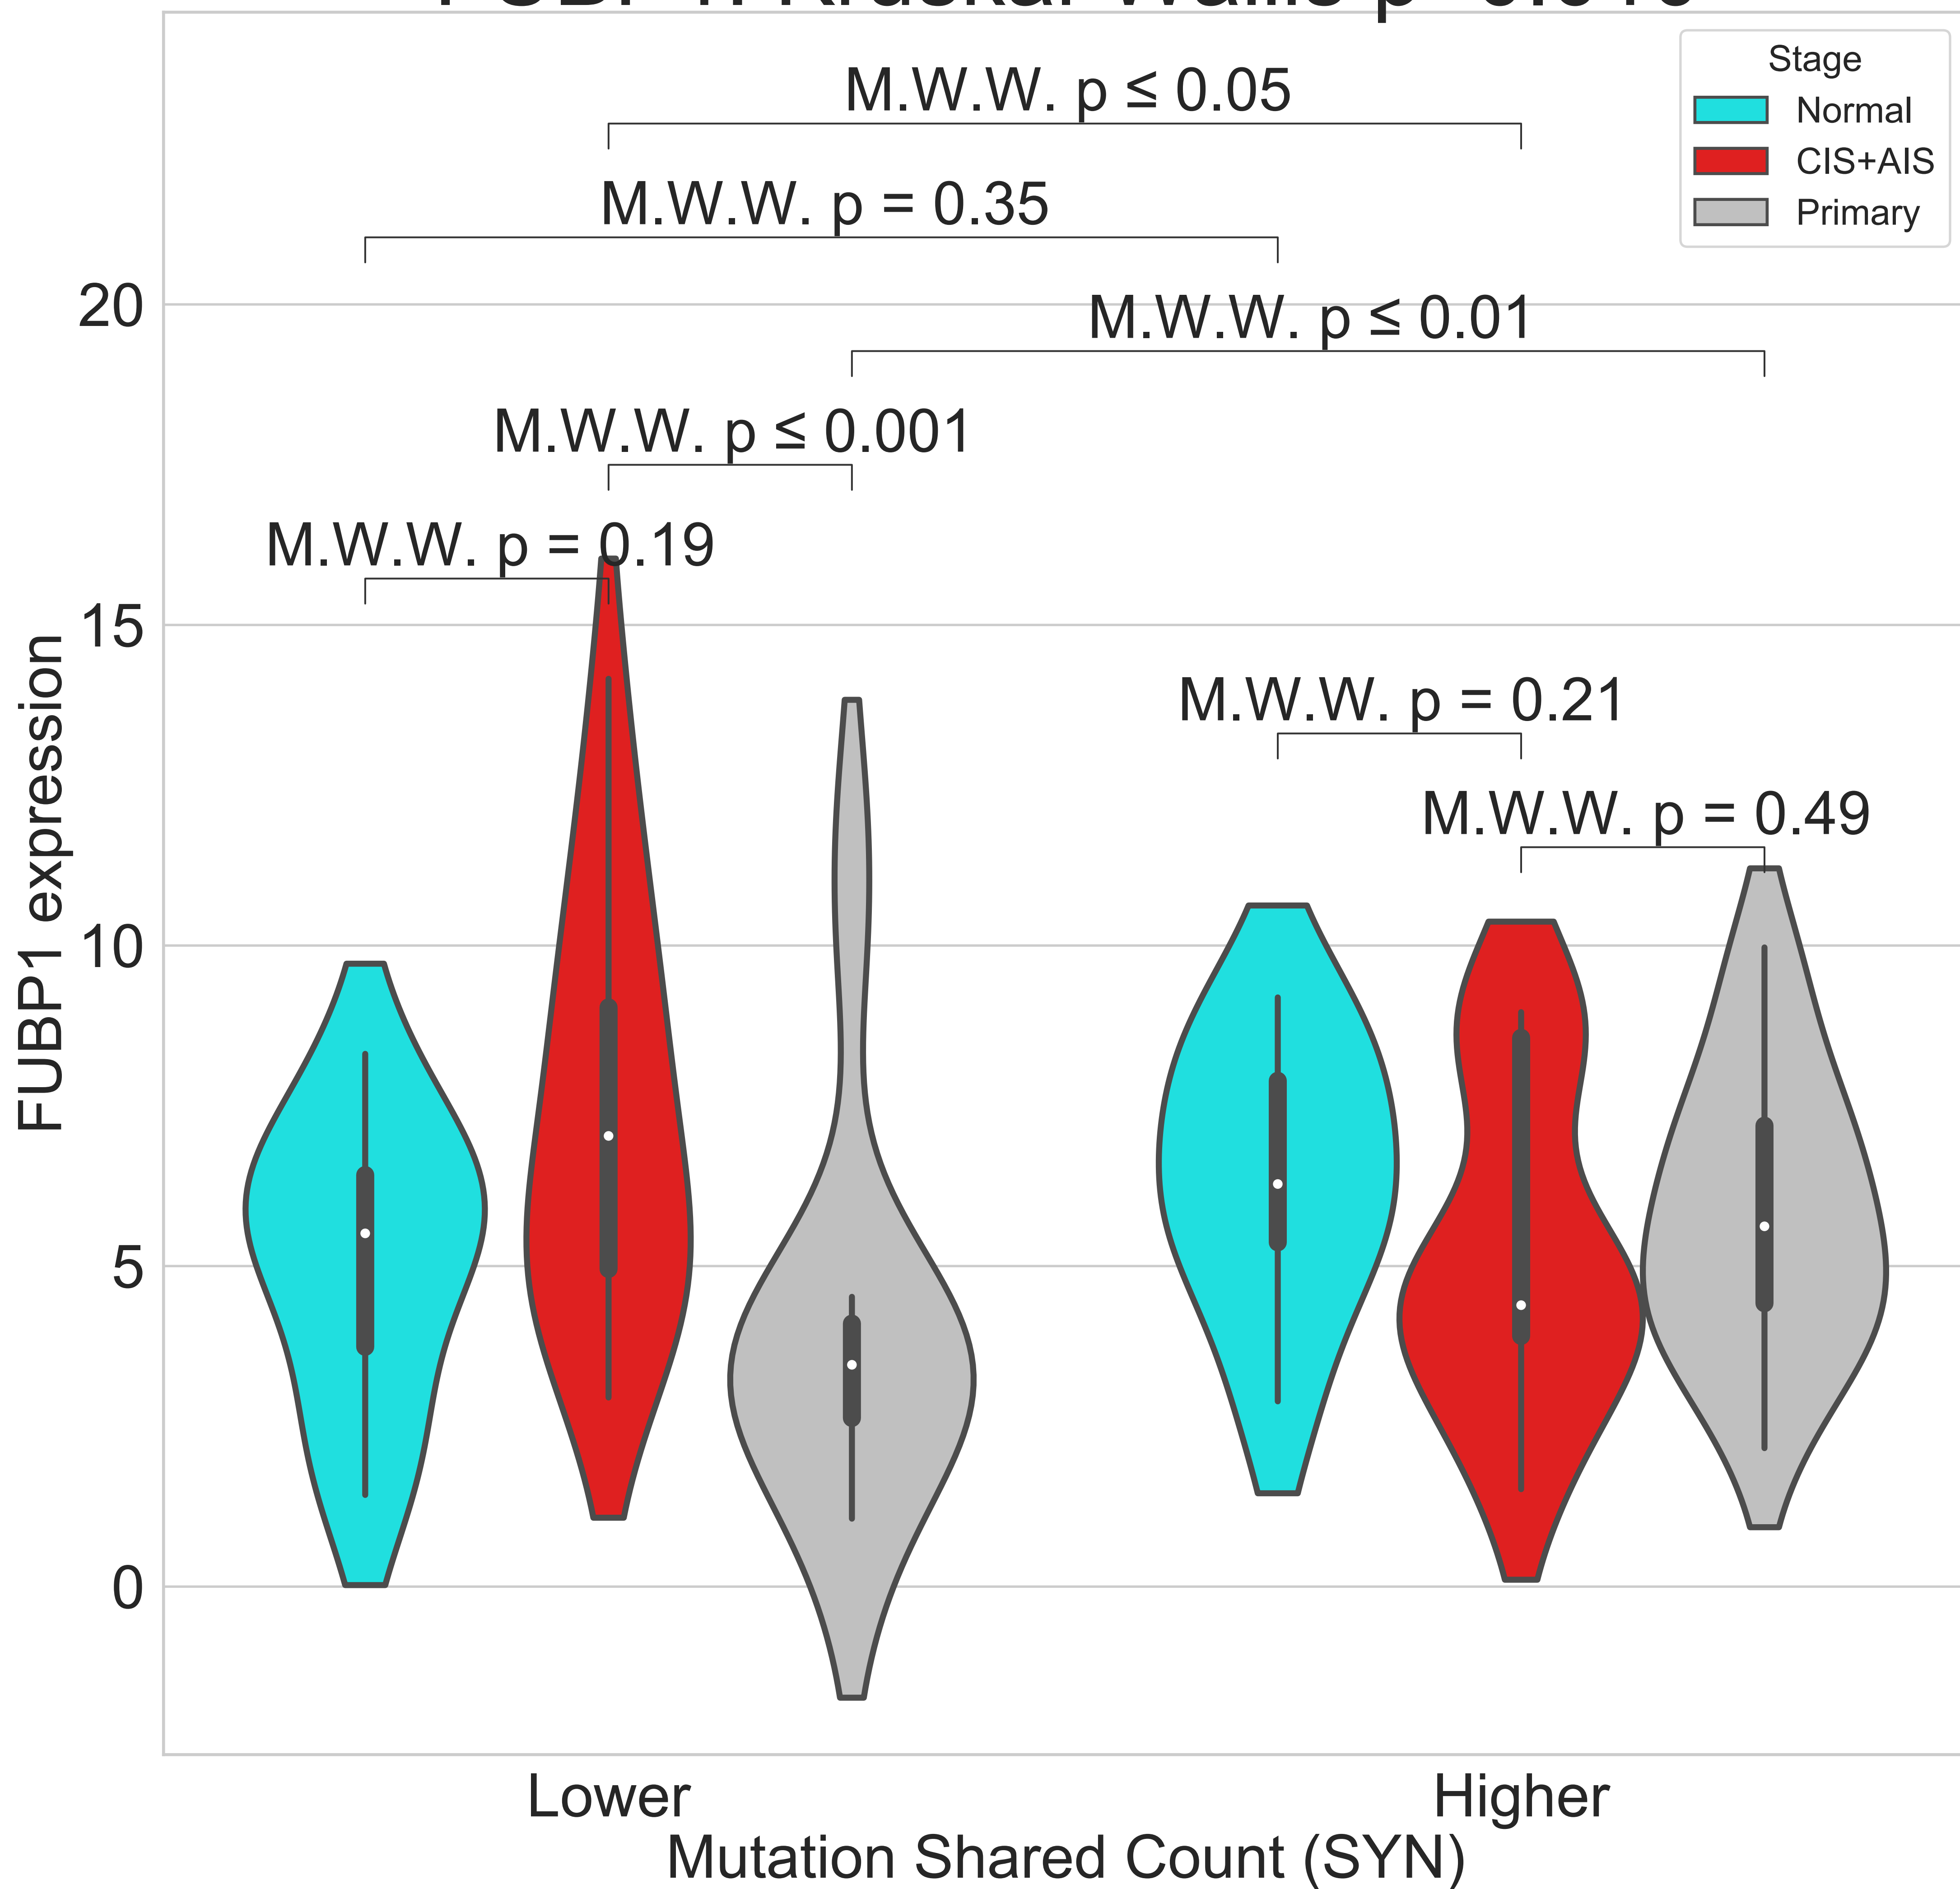 Stage
Normal
CIS+AIS
Primary
M.W.W. p ≤ 0.05
M.W.W. p = 0.35
M.W.W. p ≤ 0.01
M.W.W. p ≤ 0.001
M.W.W. p = 0.19
M.W.W. p = 0.21
M.W.W. p = 0.49
20
15
10
5
0
FUBP1 expression
Lower
Higher
Mutation Shared Count (SYN)